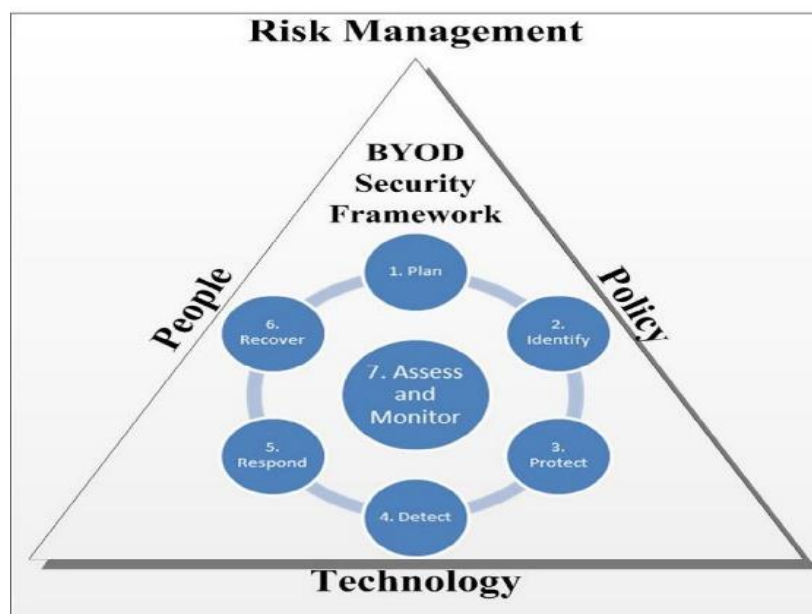 Risk Management
BYOD
Security
Framework
People
Policy
1. Plan
6.
Recover
2.
Identify
7. Assess
and
Monitor
5.
Respond
3.
Protect
4. Detect
Technology